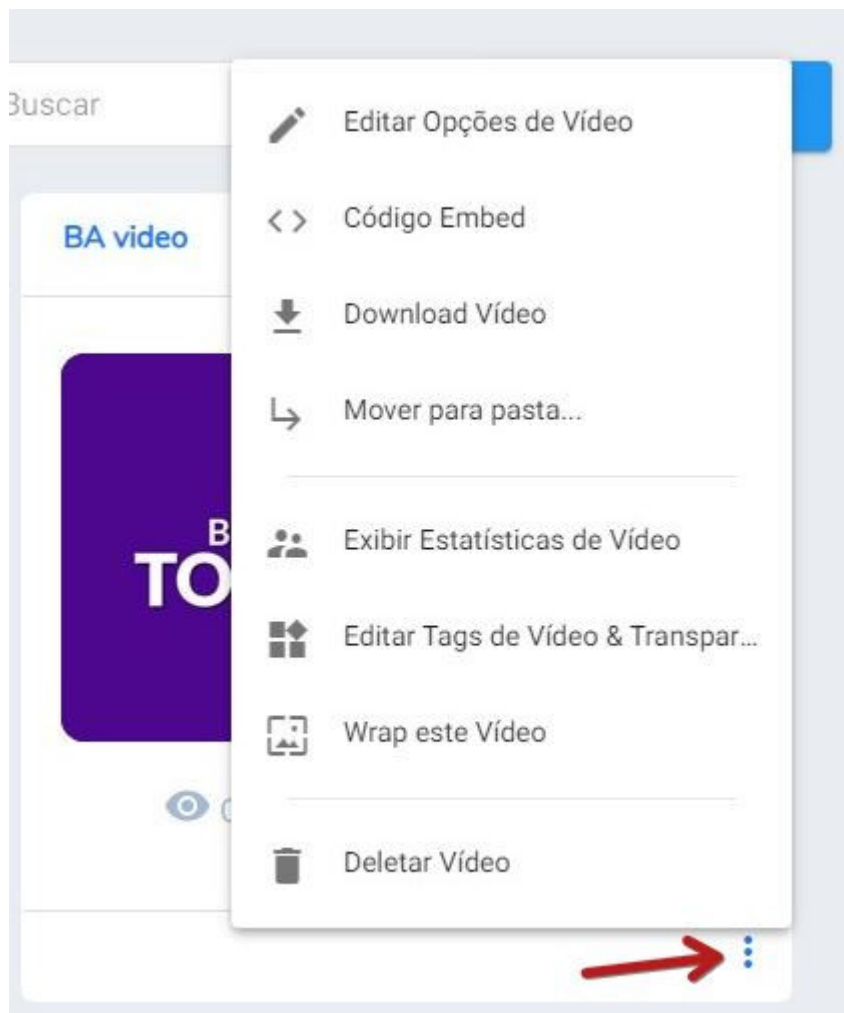 Buscar
Editar Opções de Vídeo
Código Embed
BA video
Download Vídeo
Mover para pasta...
B
TO
Exibir Estatísticas de Vídeo
Editar Tags de Vídeo & Transpar...
Wrap este Vídeo
Deletar Vídeo